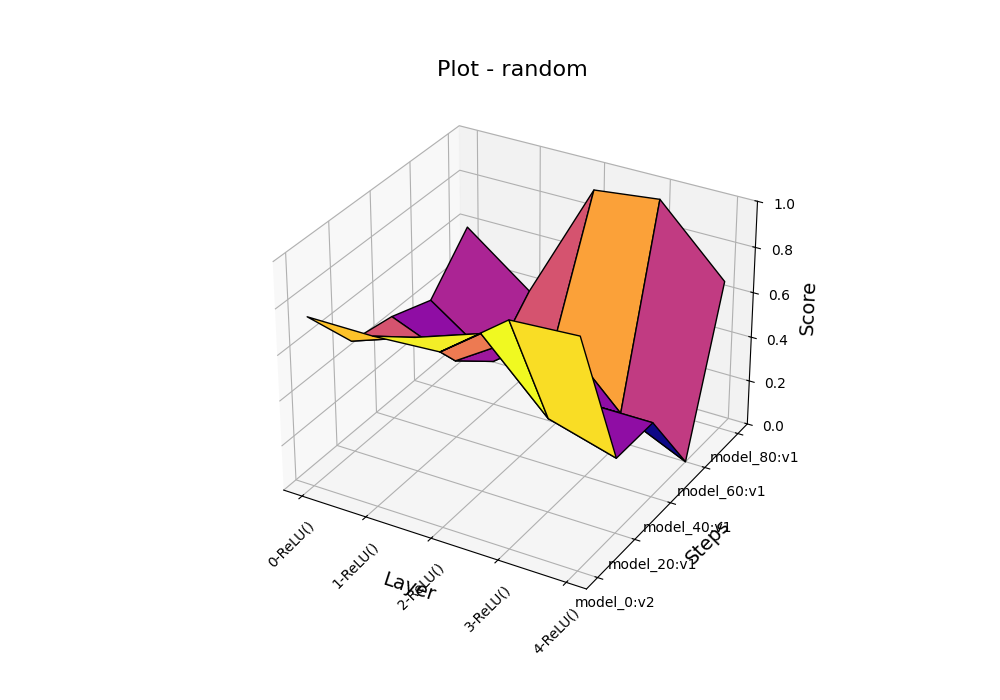 Plot - random
1.0
0.8
0.6
0.4
0.2
0.0
Score
model_80:v1
model_60:v1
model_40:v1
model_20:v1
model_0:v2
Steps
0-ReLU()
1-ReLU()
2-ReLU()
3-ReLU()
4-ReLU()
Layer